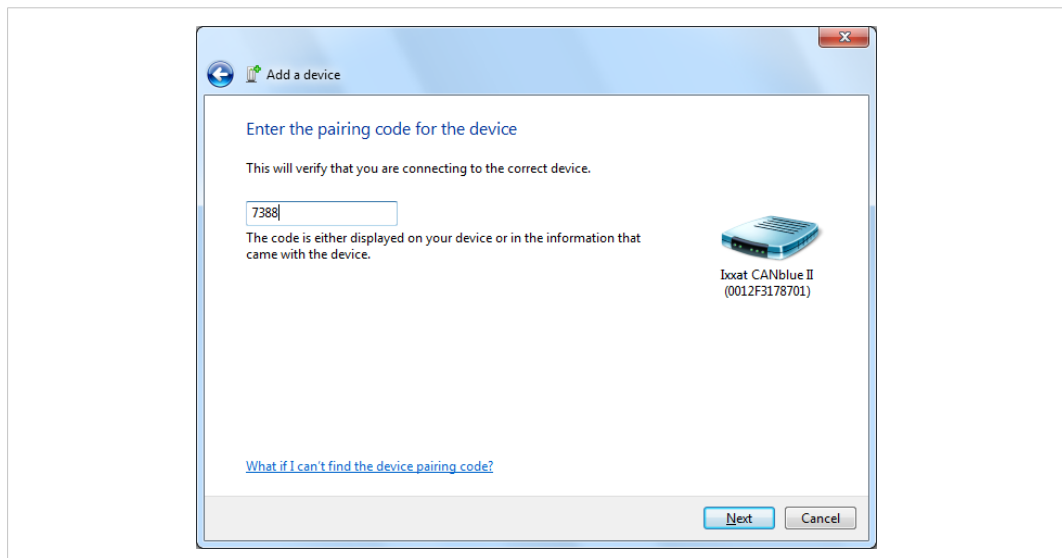 Add a device
Enter the pairing code for the device
This will verify that you are connecting to the correct device.
7388
The code is either displayed on your device or in the information that
came with the device.
Ixxat CANblue II
(0012F3178701)
What if I can't find the device pairing code?
Next
Cancel